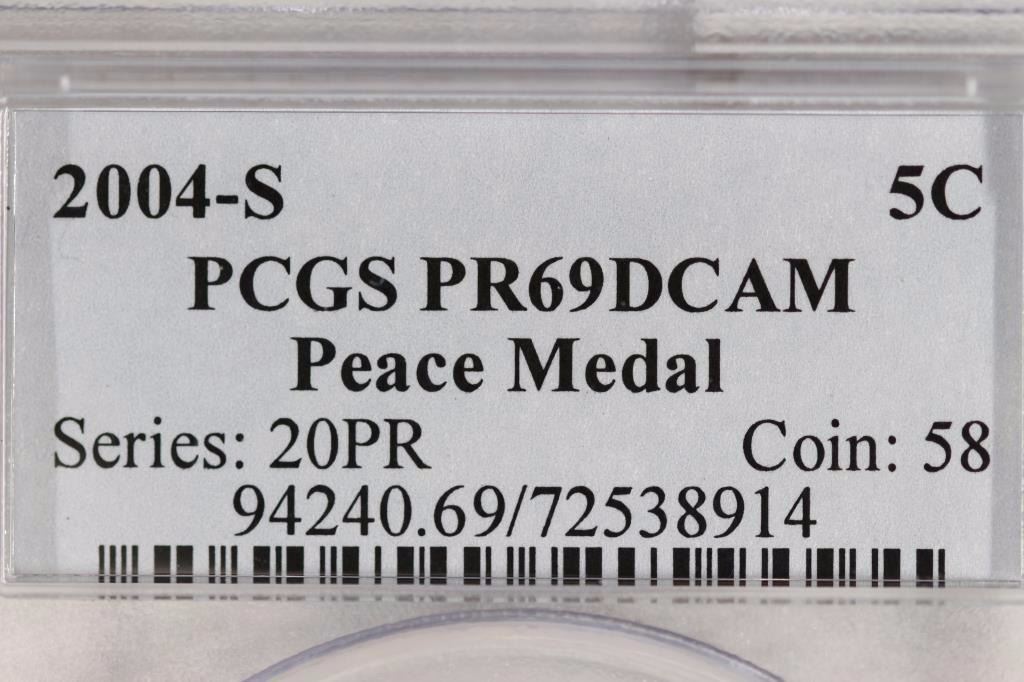 2004-S 5C
PCGS PR69DCAM
Peace Medal
Series: 20PR Coin: 58
94240.69/72538914